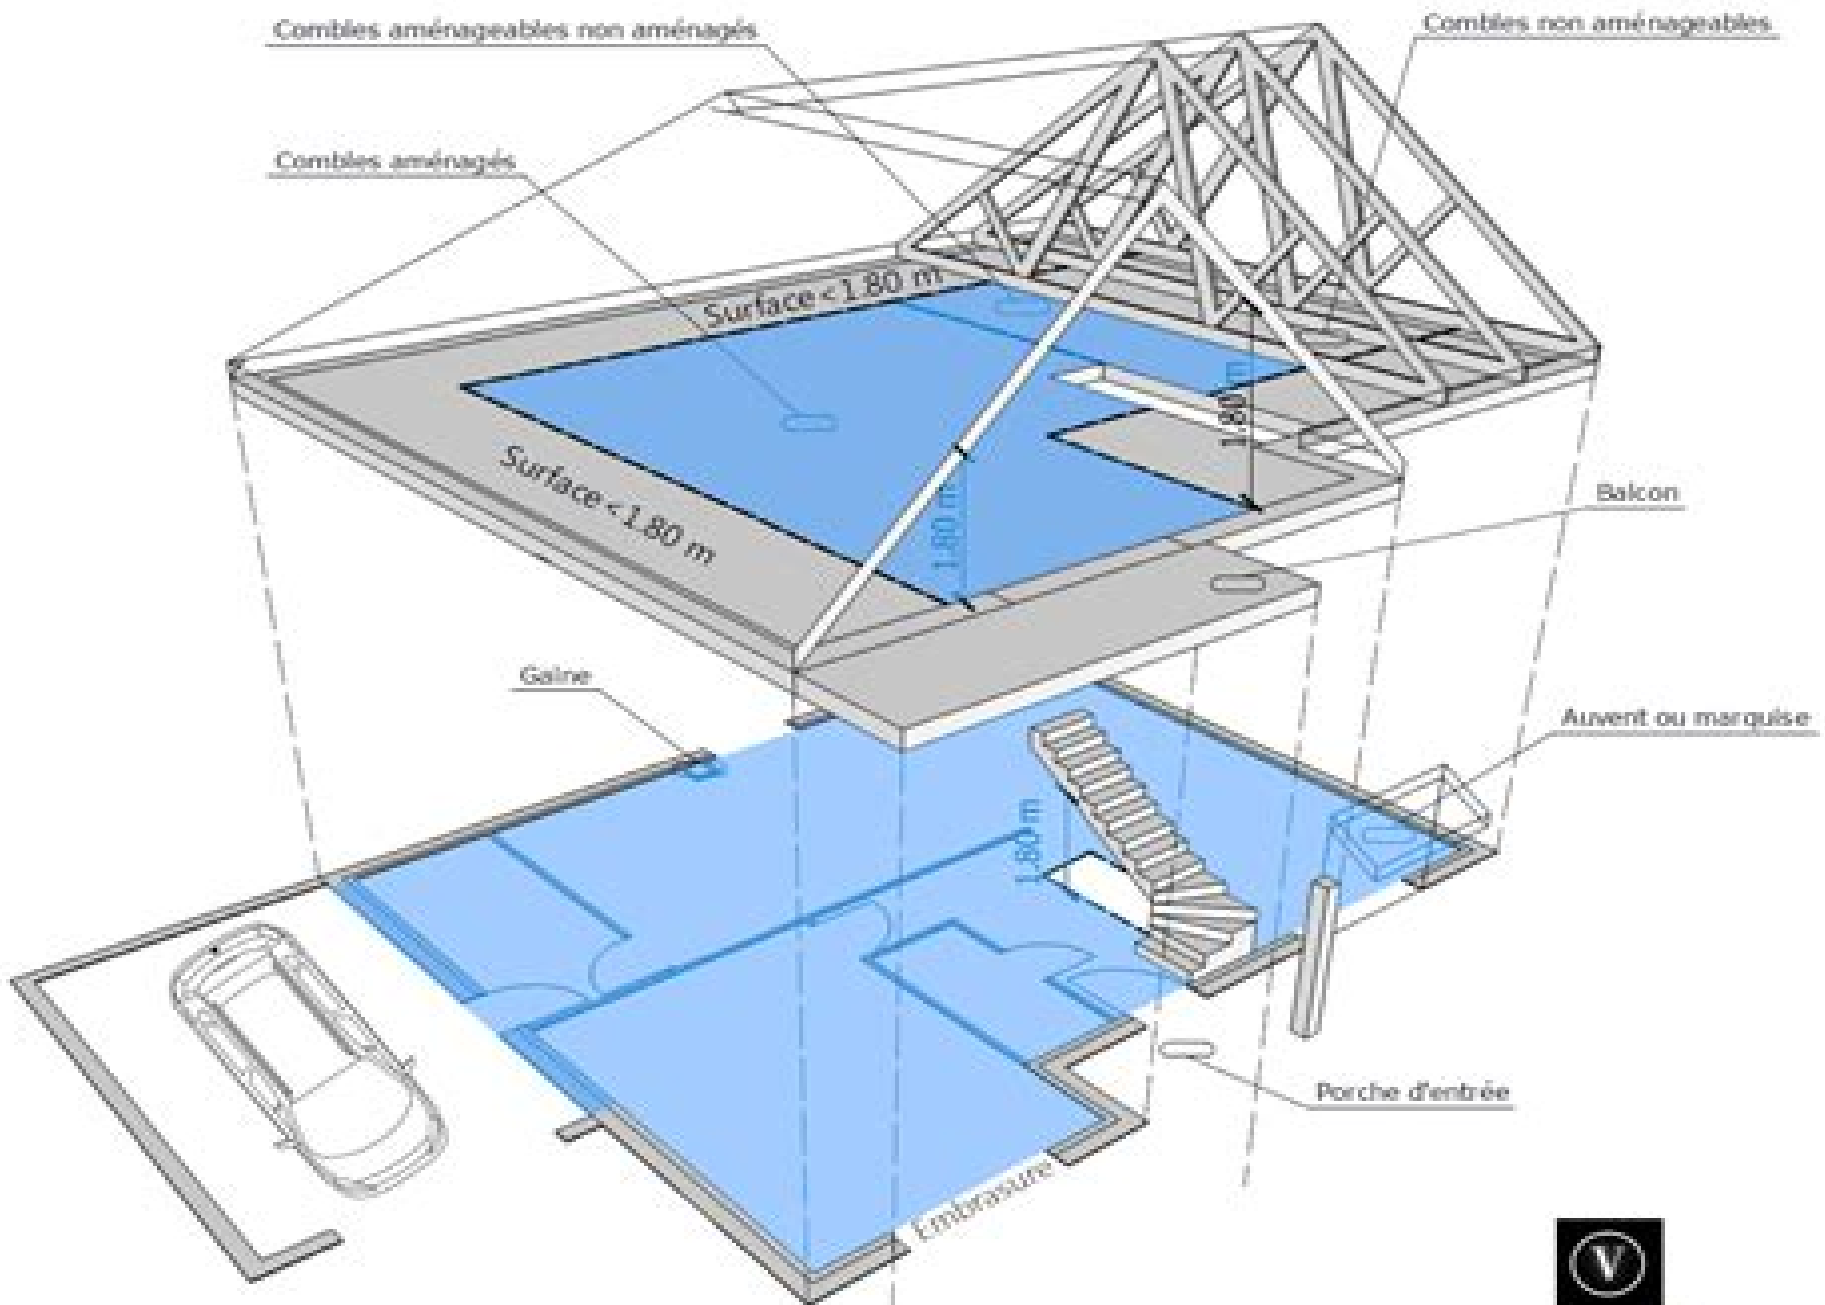 Combles aménageables non aménagés
Combles non aménageables
Combles aménagés
Surface < 1.80 m
1.80 m
Surface < 1.80 m
1.80 m
Balcon
Gaine
Auvent ou marquise
1.80 m
Porche d'entrée
Embrasure
V